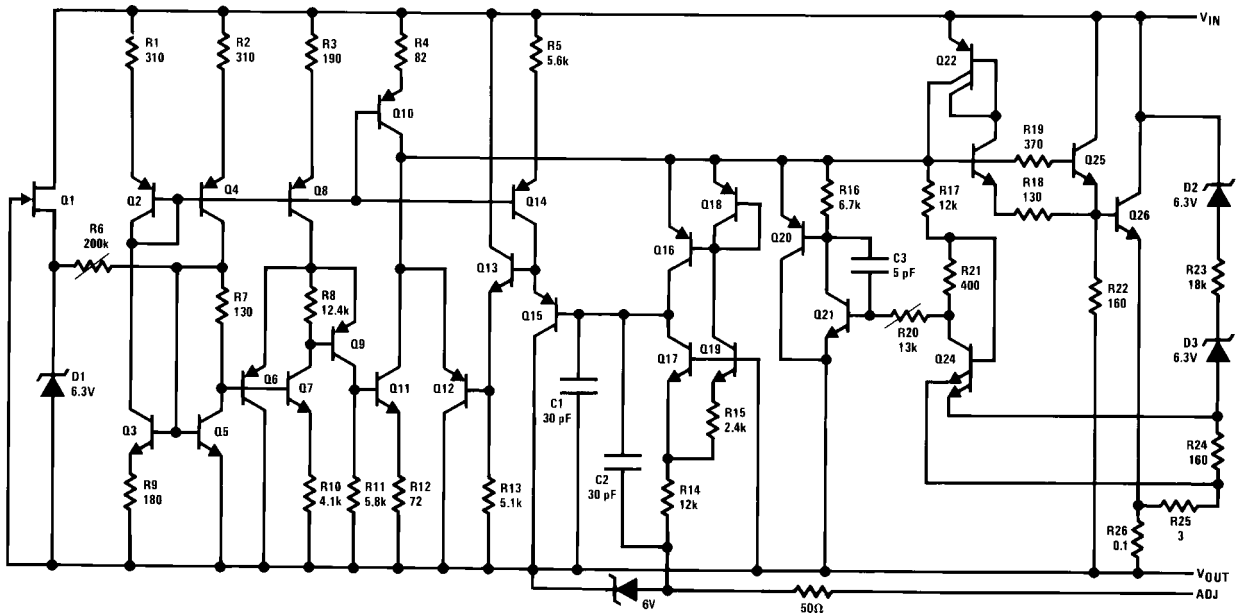 VIN
R1
310
R2
310
R3
190
R4
82
R5
5.6k
Q22
Q10
R19
370
Q25
Q1
Q2
Q4
Q8
Q14
Q18
R16
6.7k
R17
12k
R18
130
Q26
D2
6.3V
R6
200k
Q13
Q16
Q20
C3
5 pF
R21
400
R7
130
R8
12.4k
Q15
R22
160
R23
18k
D1
6.3V
Q9
Q17
Q19
Q21
R20
13k
Q24
D3
6.3V
Q6
Q7
Q11
Q12
C1
30 pF
R15
2.4k
Q3
Q5
R24
160
R9
180
R10
4.1k
R11
5.8k
R12
72
R13
5.1k
C2
30 pF
R14
12k
R25
3
R26
0.1
VOUT
6V
50Ω
ADJ